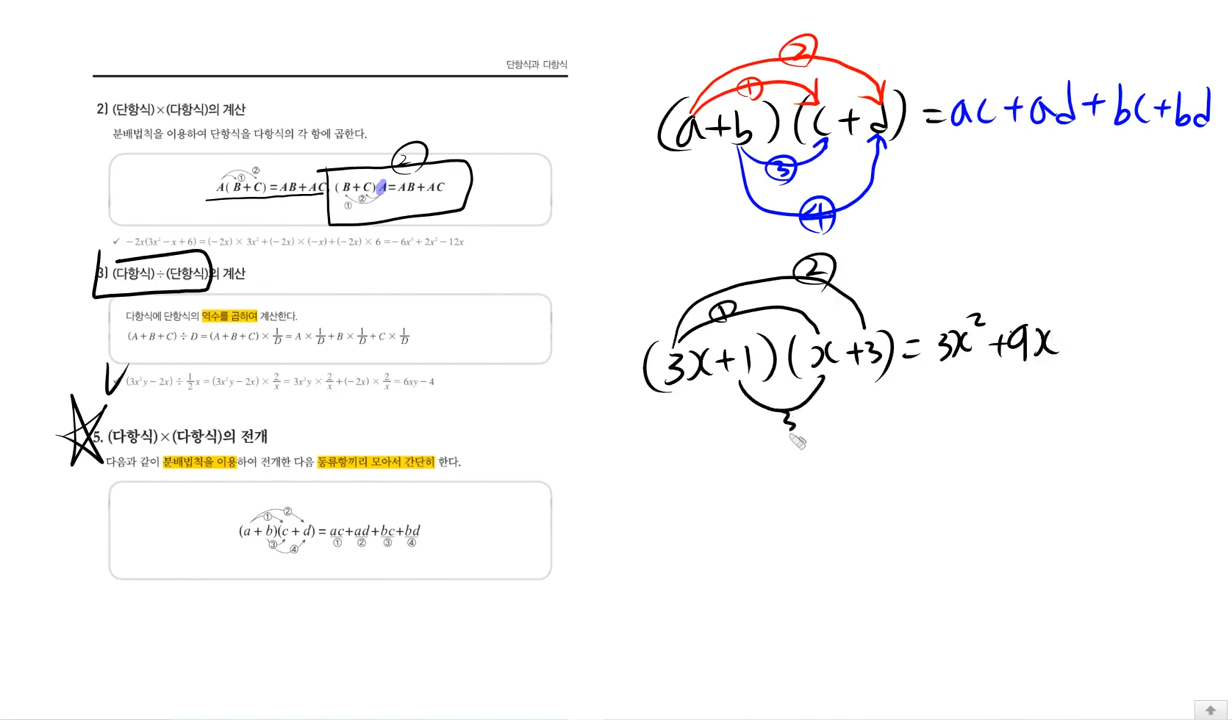 단항식과 다항식
2) (단항식)×(다항식)의 계산
분배법칙을 이용하여 단항식을 다항식의 각 항에 곱한다.
②
① ②
A( B+C)=AB+AC, ( B+C) A=AB+AC
① ②
✓ −2x(3x²−x+6)=(−2x)×3x²+(−2x)×(−x)+(−2x)×6=−6x³+2x²−12x
3) (다항식)÷(단항식)의 계산
다항식에 단항식의 역수를 곱하여 계산한다.
(A+B+C)÷D=(A+B+C)×1/D=A×1/D+B×1/D+C×1/D
(3x²y−2x)÷1/2x=(3x²y−2x)×2/x=3x²y×2/x+(−2x)×2/x=6xy−4
5. (다항식)×(다항식)의 전개
다음과 같이 분배법칙을 이용하여 전개한 다음 동류항끼리 모아서 간단히 한다.
① ②
(a+b)(c+d)=ac+ad+bc+bd
③ ④ ① ② ③ ④
②
①
(a+b)(c+d)=ac+ad+bc+bd
③
④
②
①
(3x+1)(x+3)=3x²+9x
3